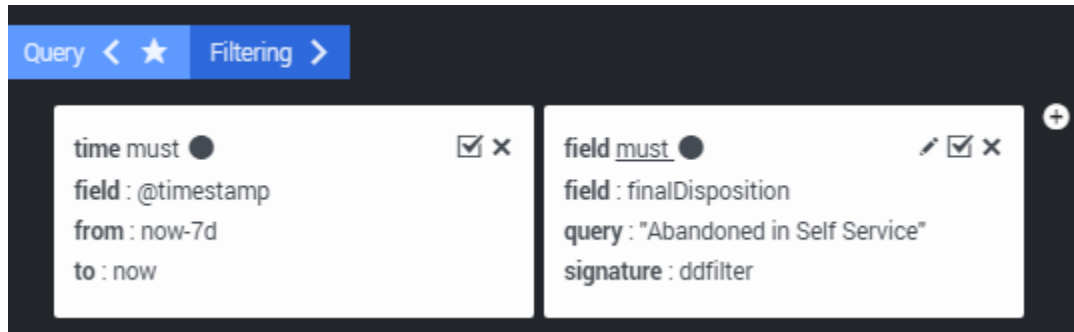 Query Filtering
time must
field : @timestamp
from : now-7d
to : now
field must
field : finalDisposition
query : "Abandoned in Self Service"
signature : ddfilter